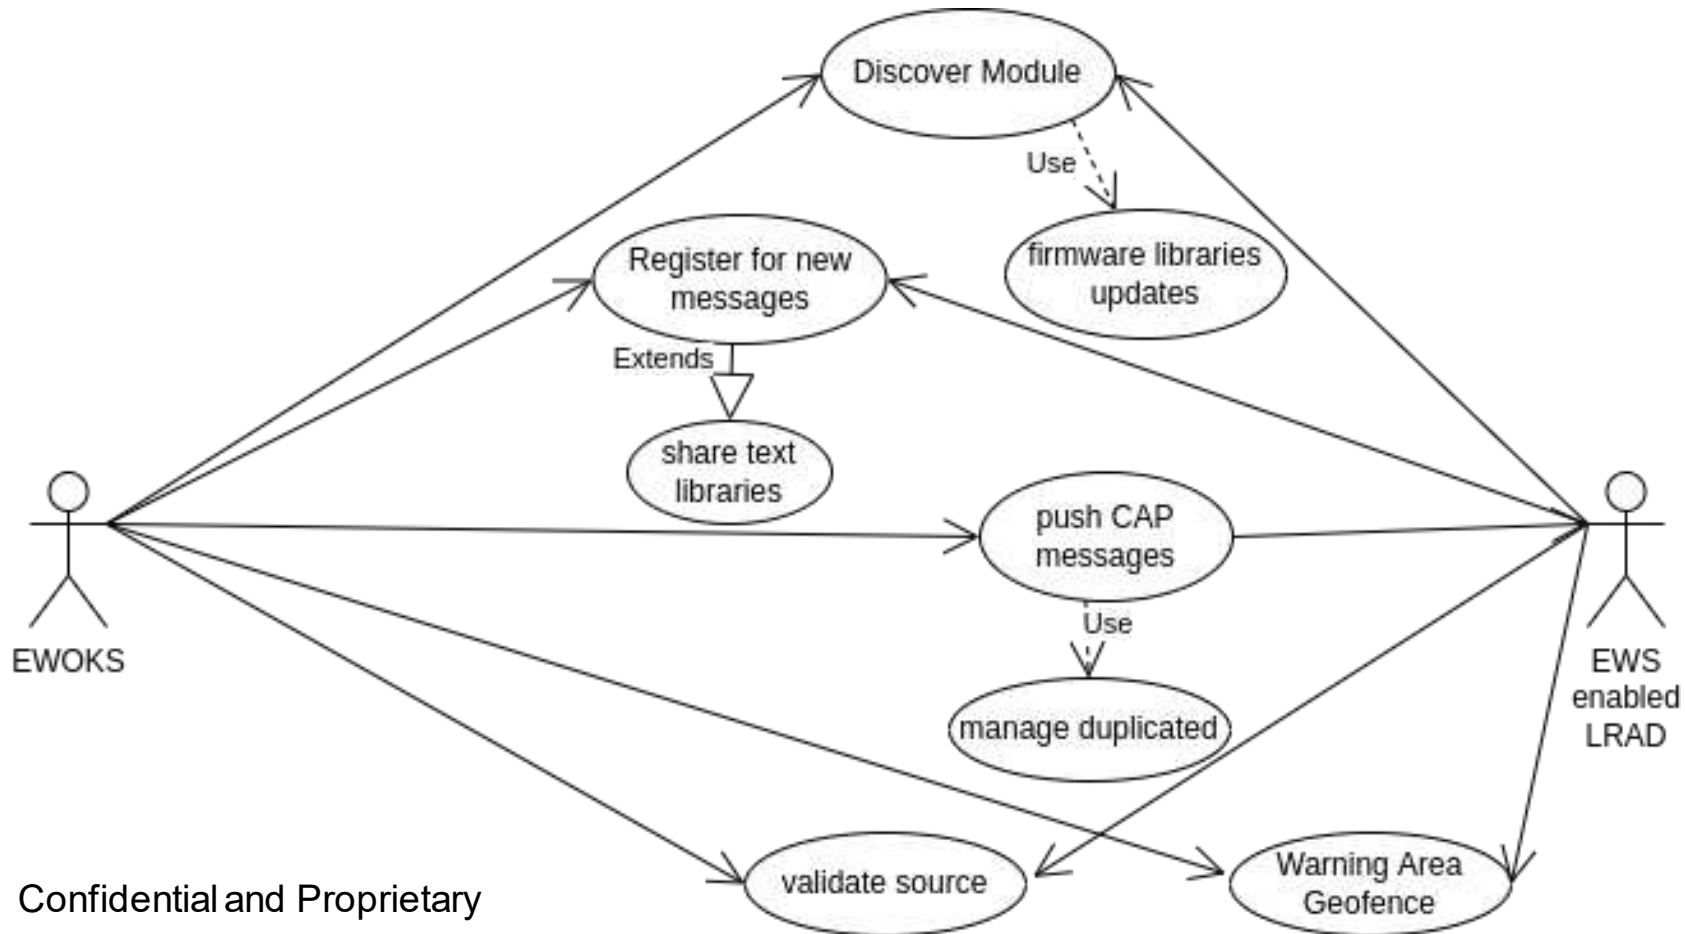 Discover Module
Use
firmware libraries
updates
Register for new
messages
Extends
share text
libraries
push CAP
messages
Use
manage duplicated
EWOKS
EWS
enabled
LRAD
validate source
Warning Area
Geofence
Confidential and Proprietary